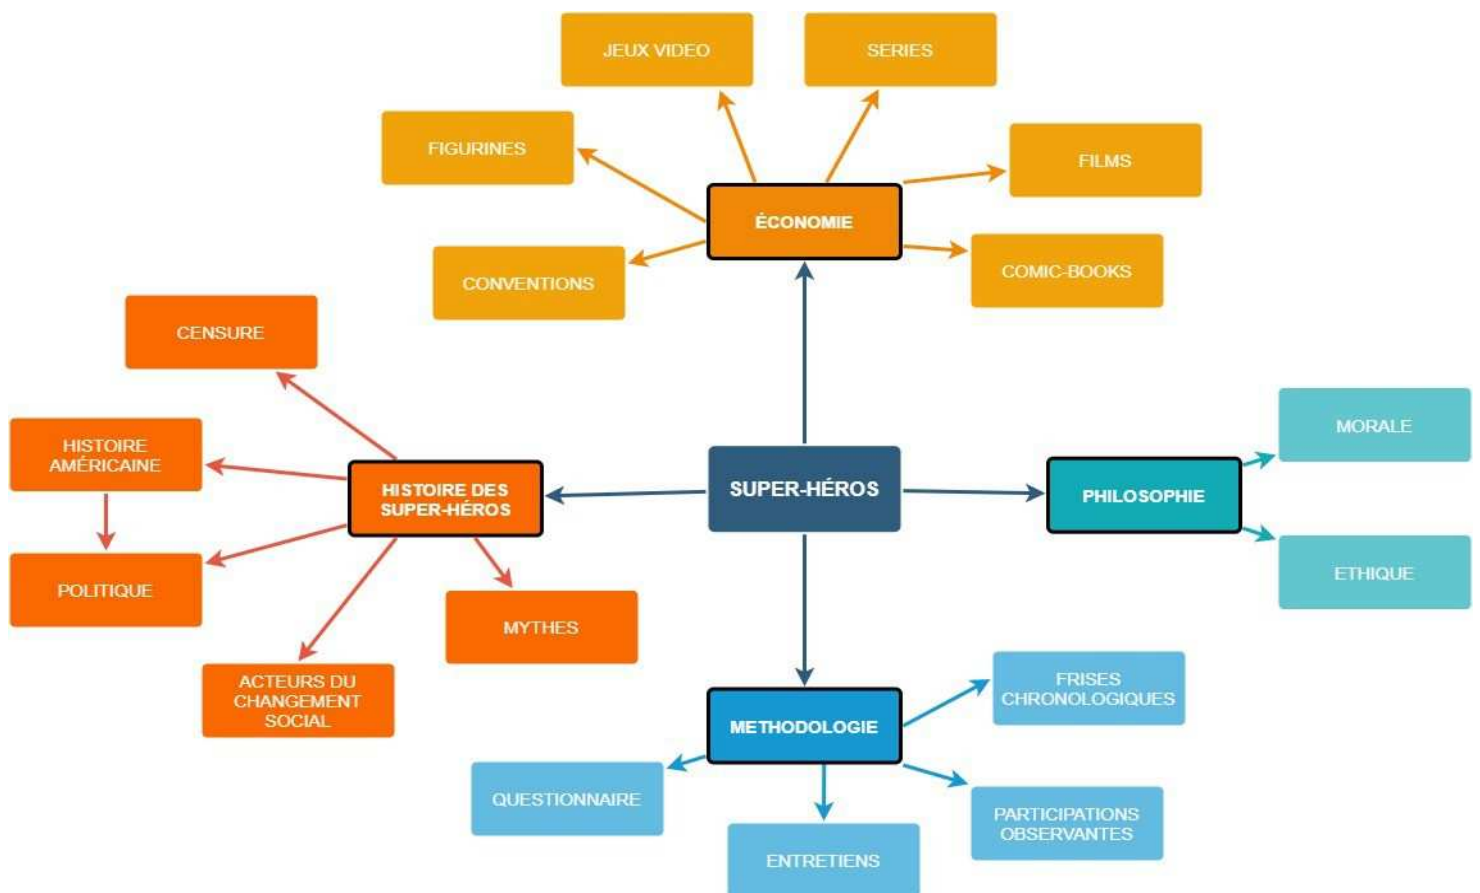 JEUX VIDEO
SERIES
FIGURINES
FILMS
ÉCONOMIE
CONVENTIONS
COMIC-BOOKS
CENSURE
HISTOIRE
AMÉRICAINE
HISTOIRE DES
SUPER-HÉROS
SUPER-HÉROS
PHILOSOPHIE
MORALE
ETHIQUE
POLITIQUE
MYTHES
ACTEURS DU
CHANGEMENT
SOCIAL
METHODOLOGIE
FRISES
CHRONOLOGIQUES
QUESTIONNAIRE
ENTRETIENS
PARTICIPATIONS
OBSERVANTES